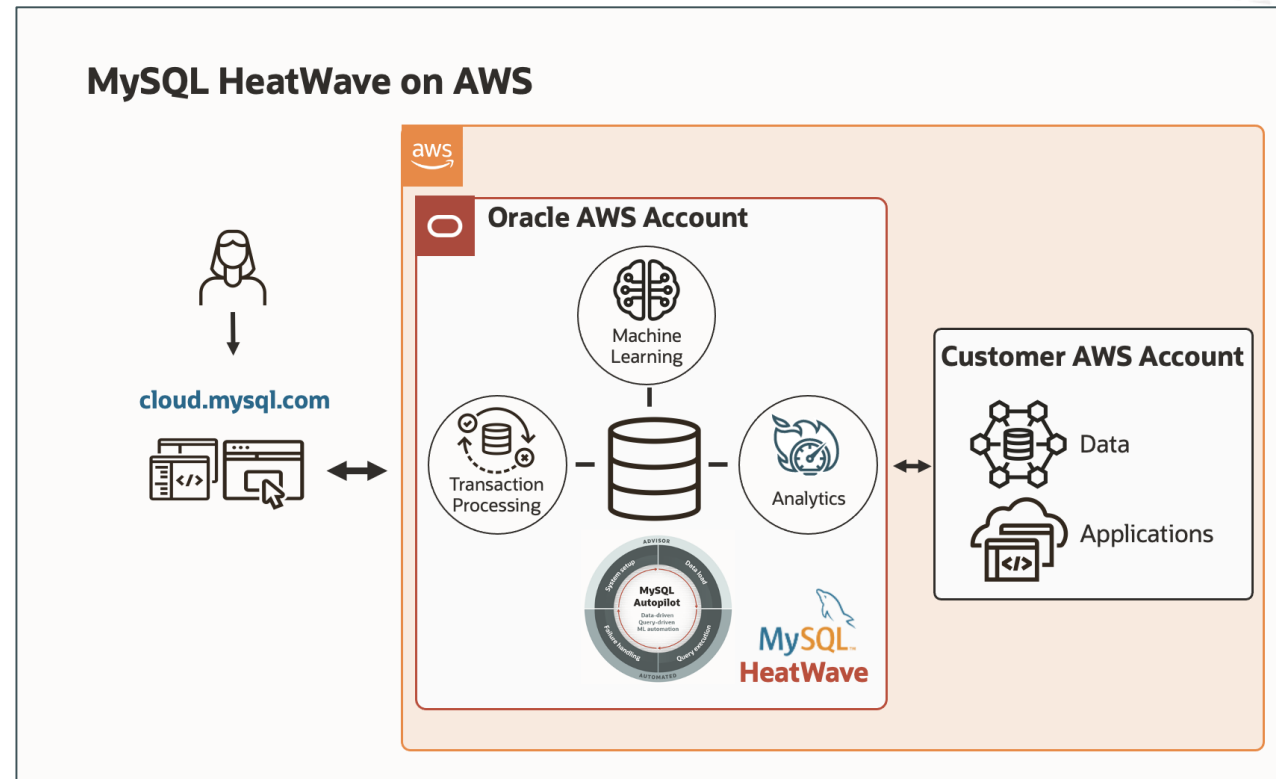 MySQL HeatWave on AWS
aws
Oracle AWS Account
Machine
Learning
Customer AWS Account
cloud.mysql.com
</>
Transaction
Processing
Analytics
Data
Applications
</>
ADVISOR
System setup
Data load
MySQL
Autopilot
Data-driven
Query-driven
ML automation
Failure handling
Query execution
AUTOMATED
MySQL™
HeatWave